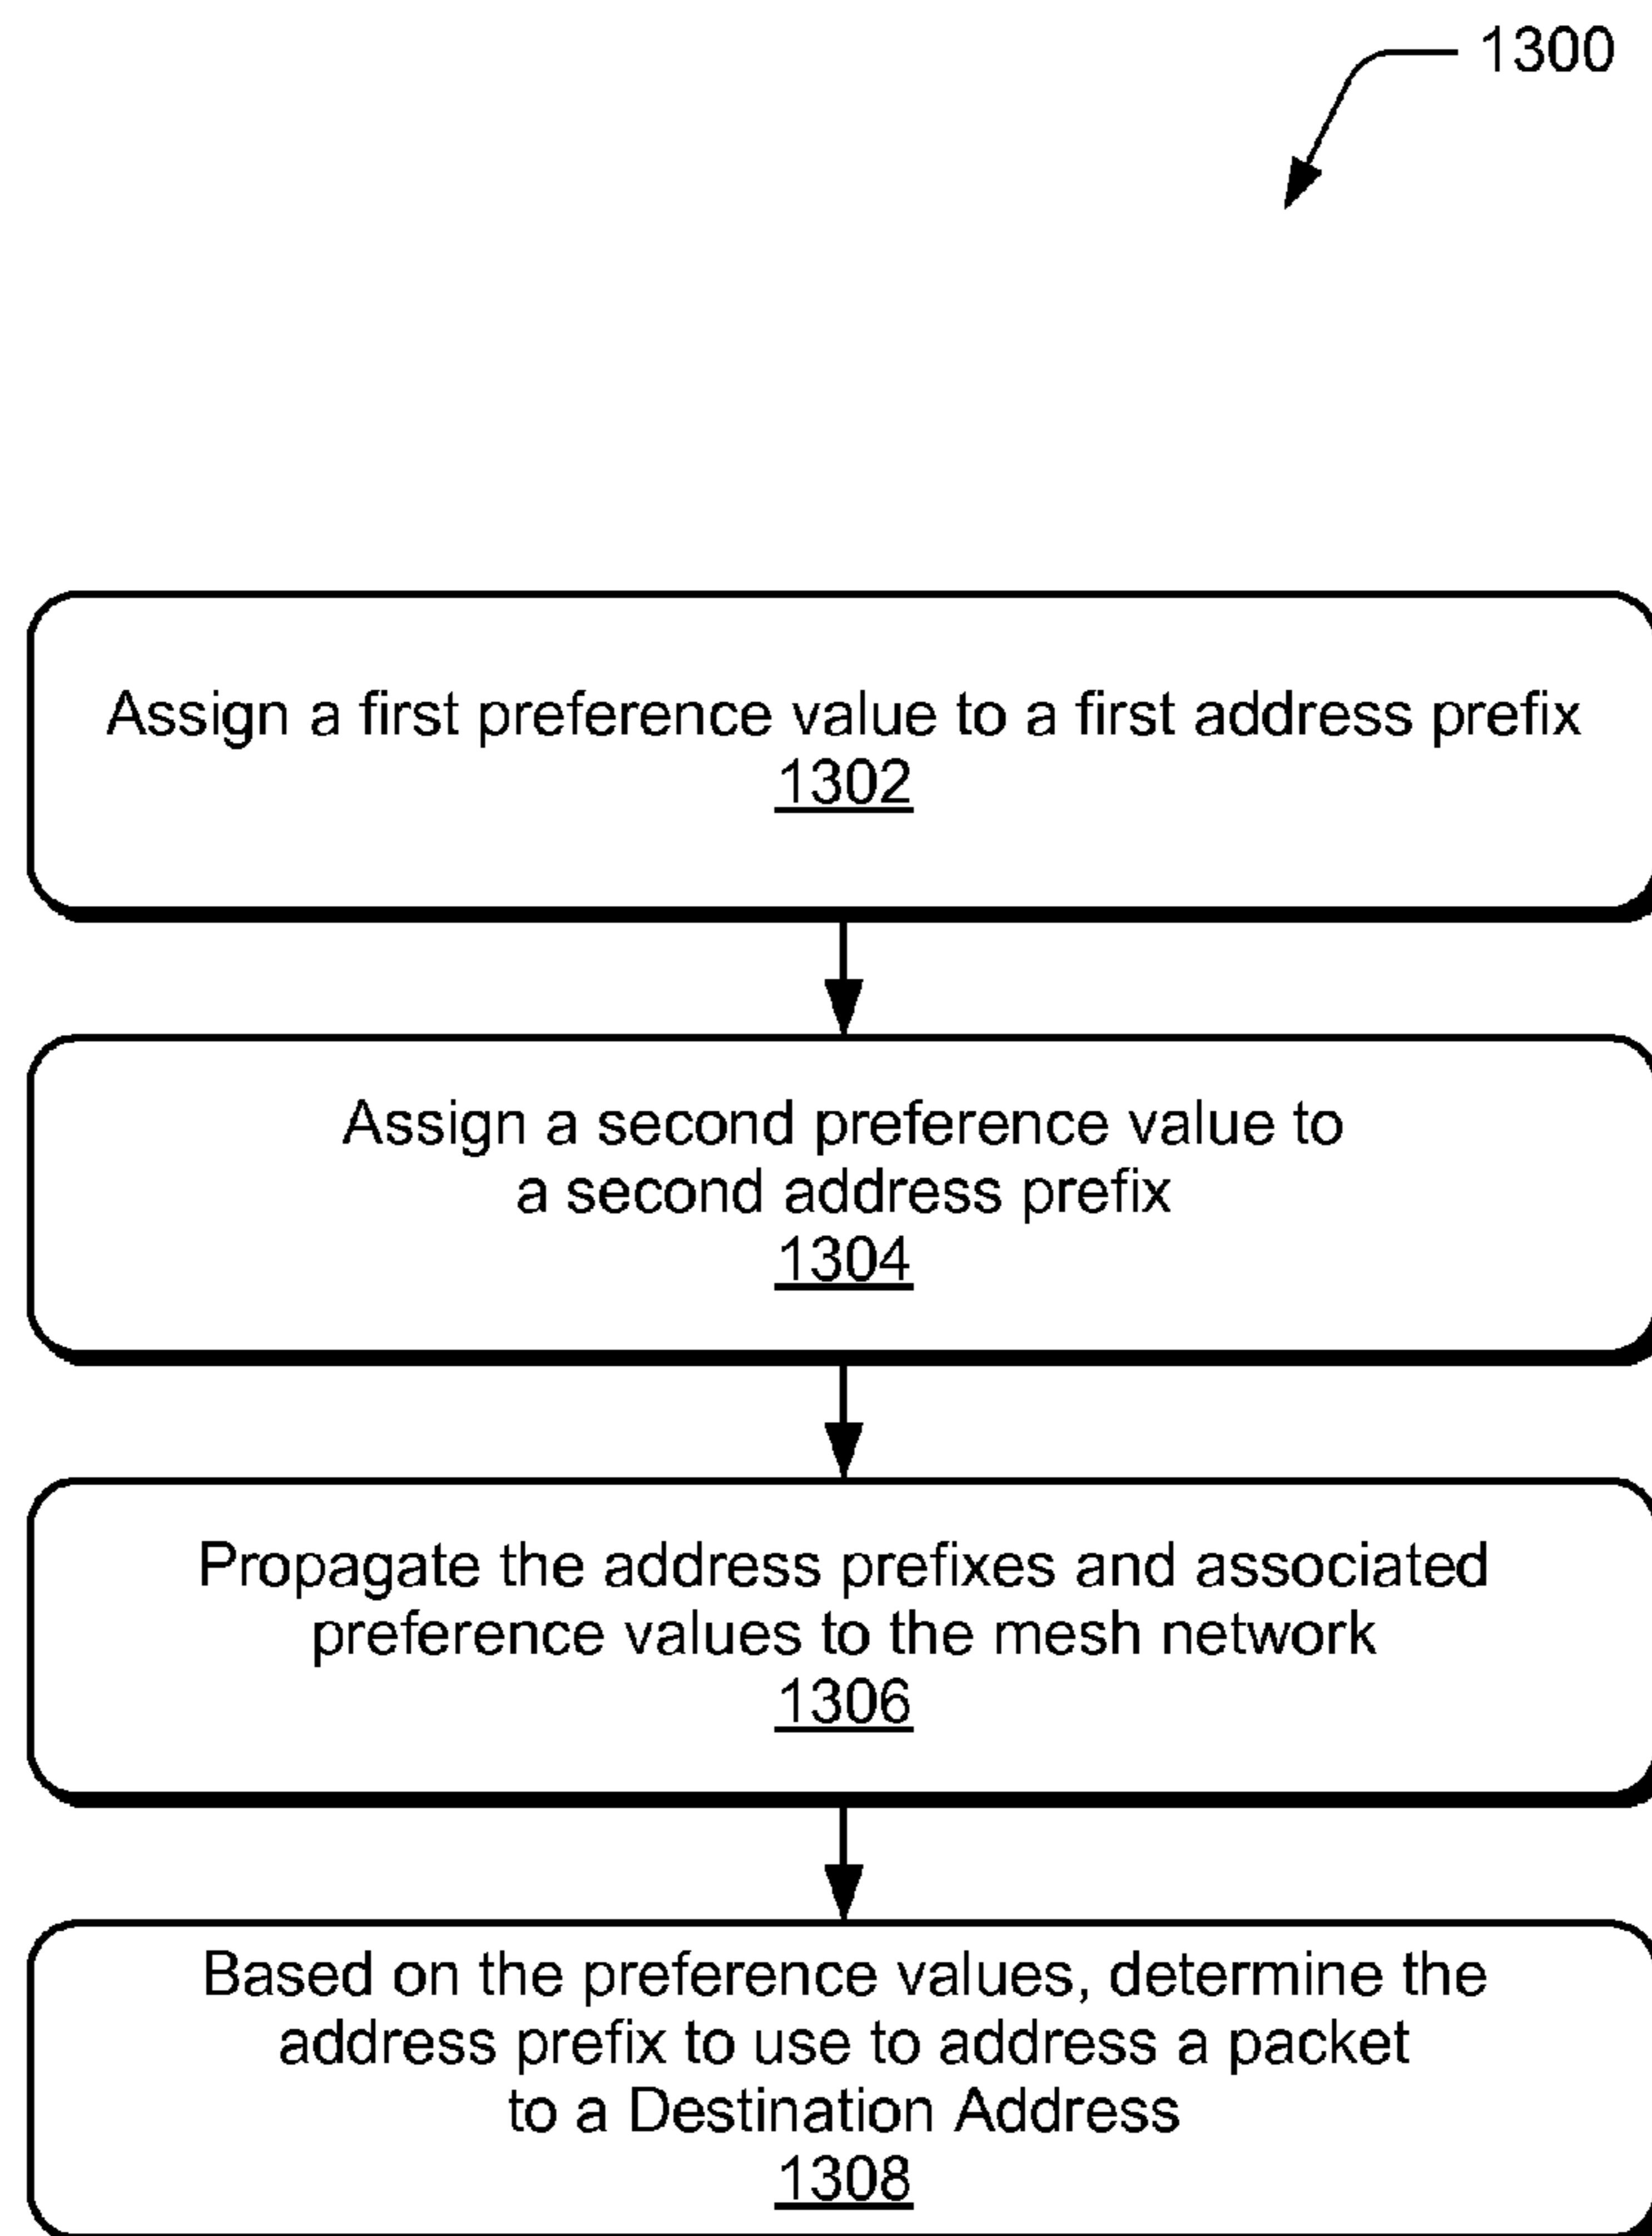 1300
Assign a first preference value to a first address prefix
1302
Assign a second preference value to
a second address prefix
1304
Propagate the address prefixes and associated
preference values to the mesh network
1306
Based on the preference values, determine the
address prefix to use to address a packet
to a Destination Address
1308